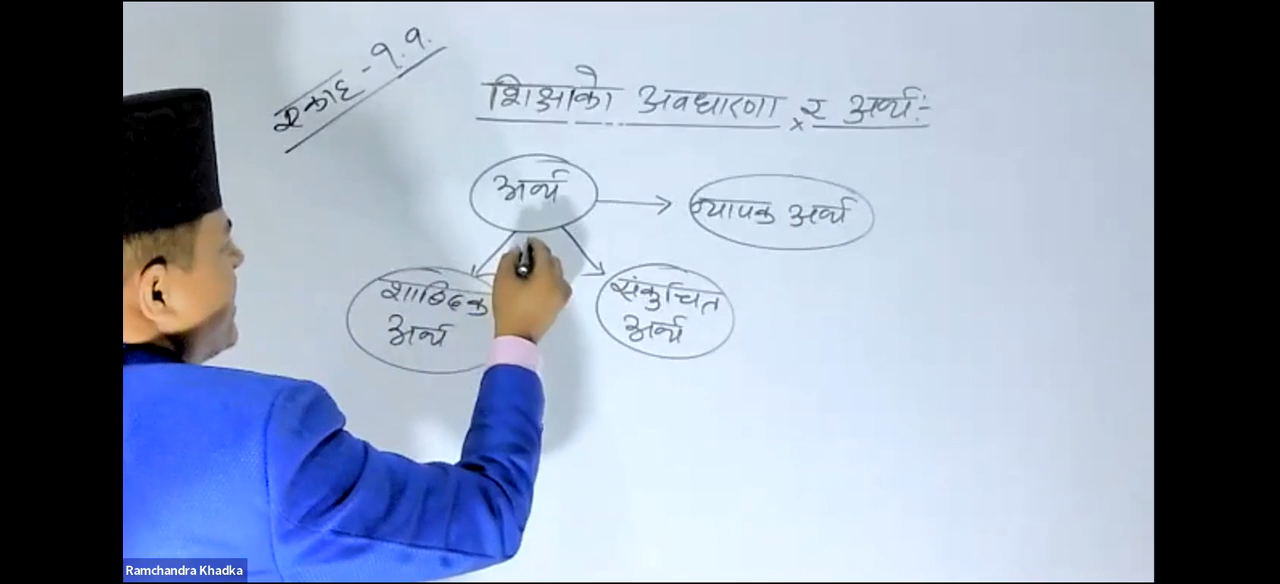 एकाइ - १.१.
शिक्षाको अवधारणा र अर्थ:-
अर्थ
व्यापक अर्थ
शाब्दिक
अर्थ
संकुचित
अर्थ
Ramchandra Khadka